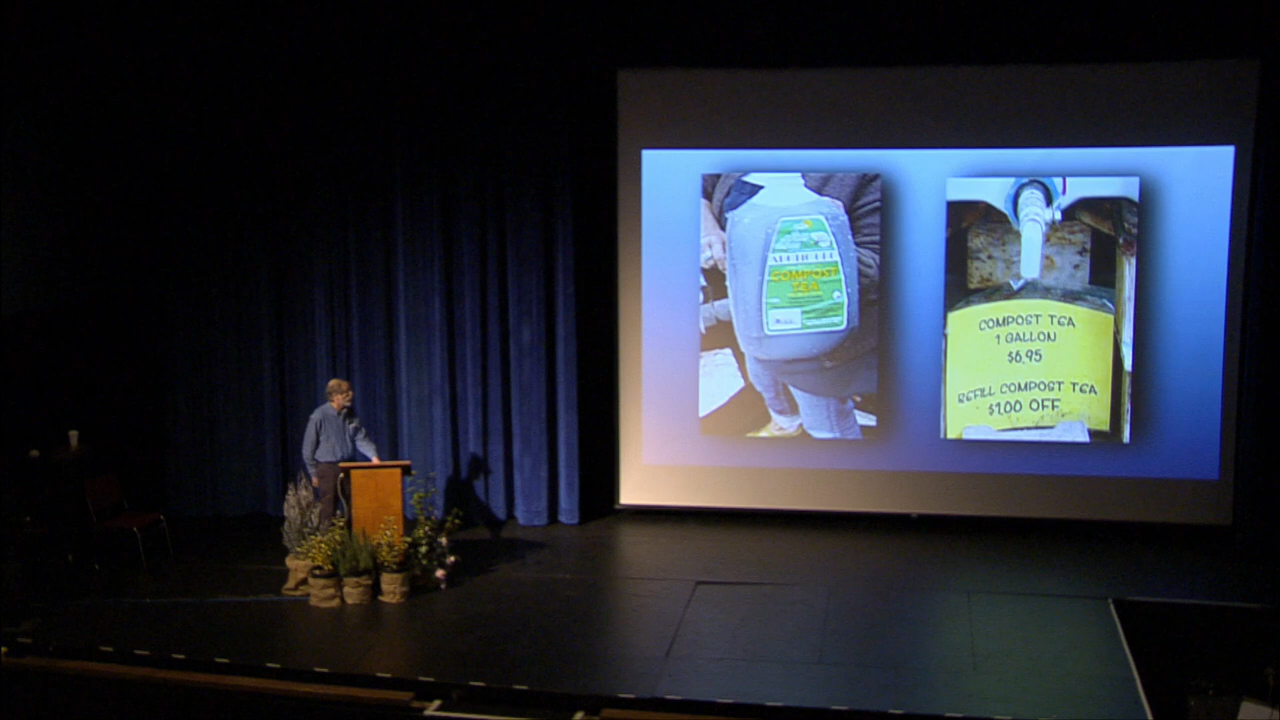 COMPOST
TEA
COMPOST TEA
1 GALLON
$6.95
REFILL COMPOST TEA
$1.00 OFF